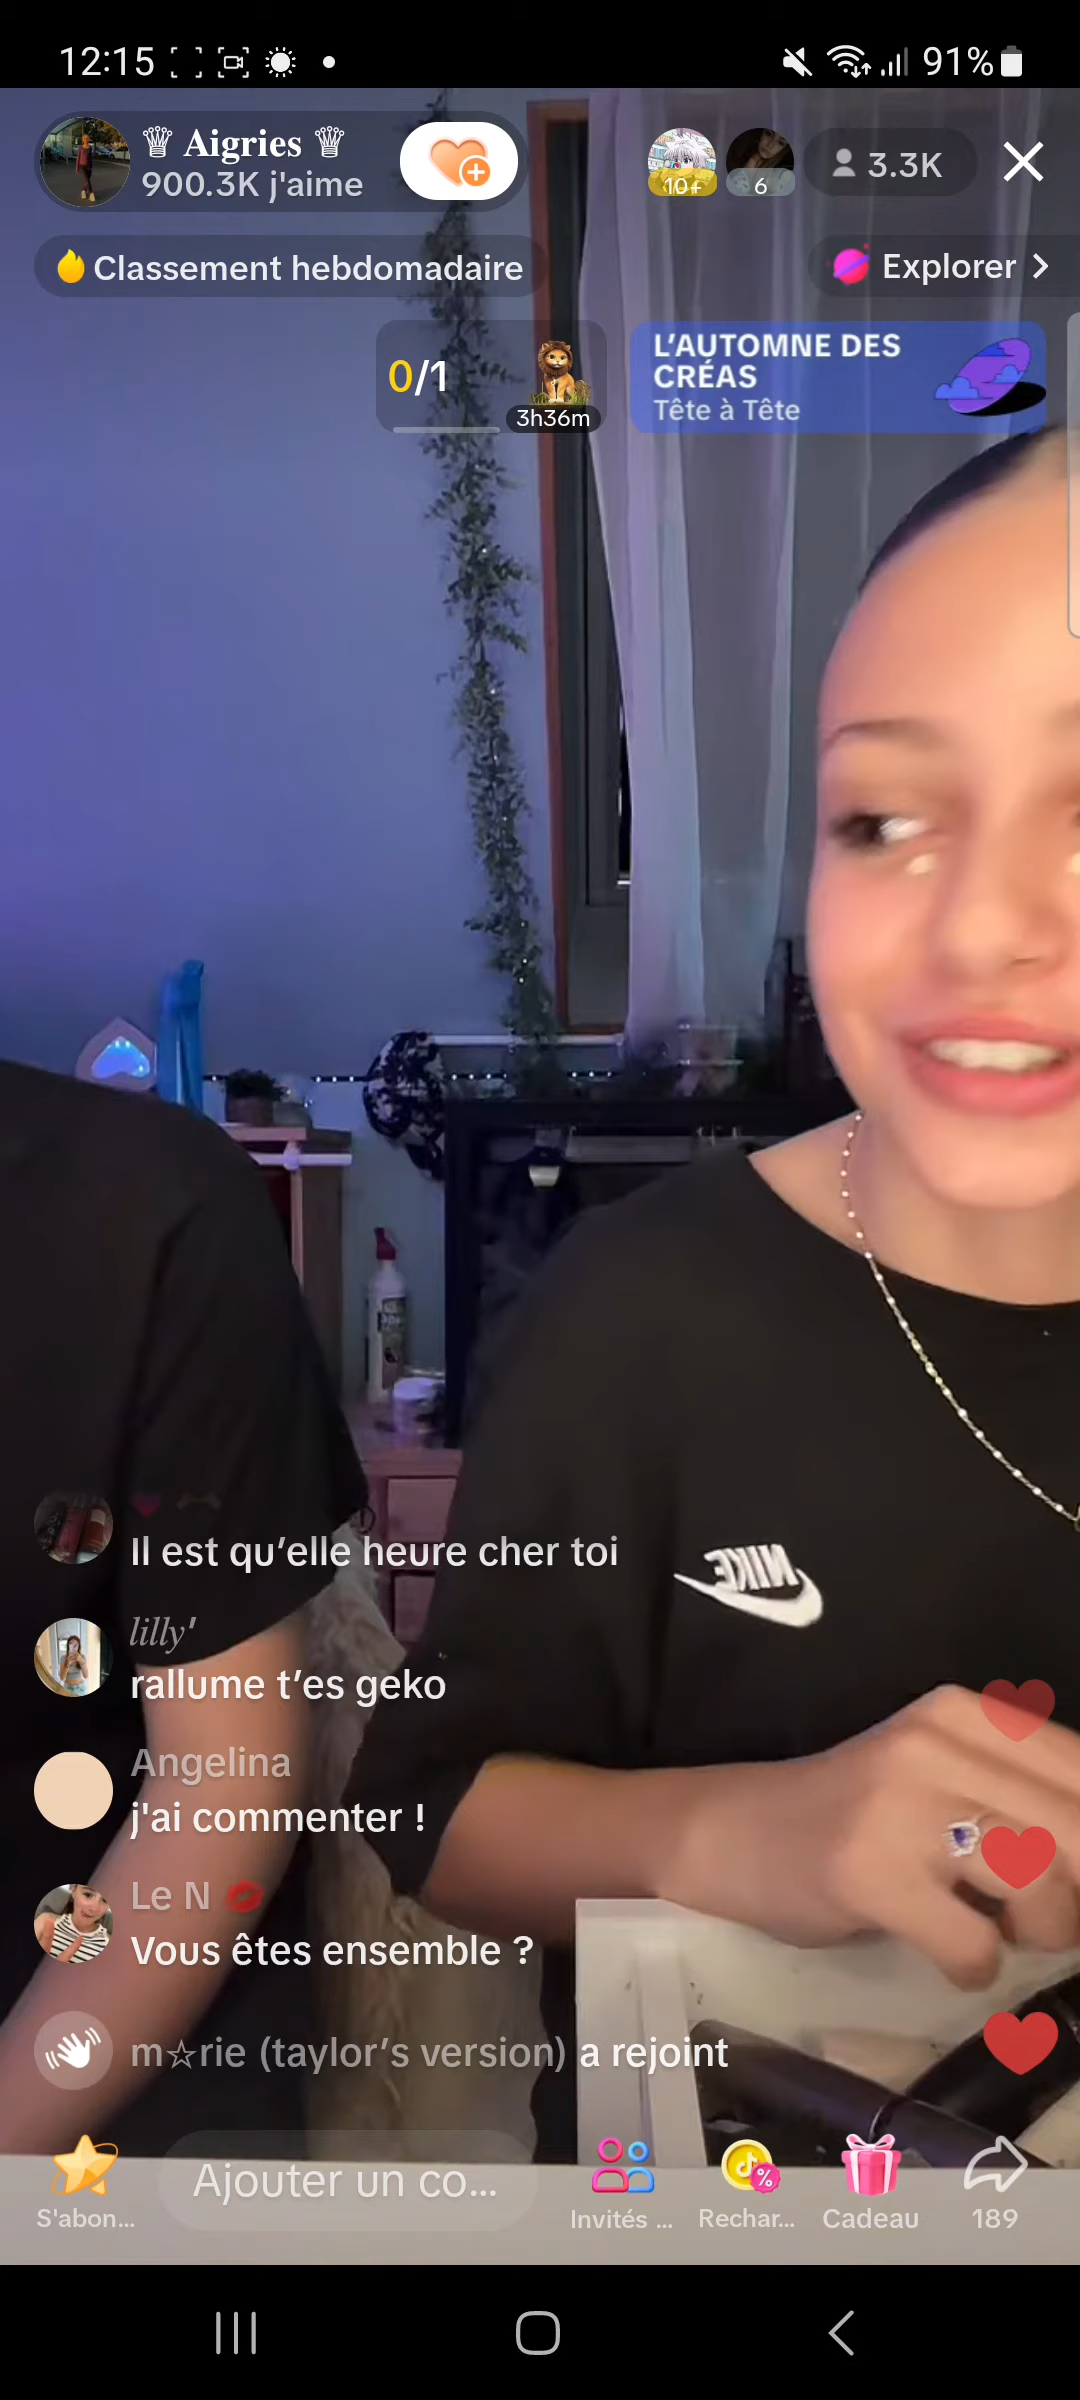 12:15
91%
♕ Aigries ♕
900.3K j'aime
10+
6
3.3K
Classement hebdomadaire
Explorer
0/1
3h36m
L'AUTOMNE DES
CRÉAS
Tête à Tête
NIKE
Il est qu'elle heure cher toi
lilly'
rallume t'es geko
Angelina
j'ai commenter !
Le N 💋
Vous êtes ensemble ?
m☆rie (taylor's version) a rejoint
S'abon...
Ajouter un co...
Invités ...
Rechar...
Cadeau
189